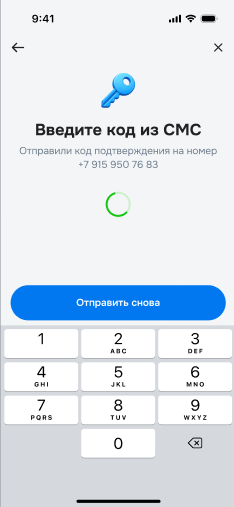 9:41
Введите код из СМС
Отправили код подтверждения на номер
+7 915 950 76 83
Отправить снова
1 2 3
ABC DEF
4 5 6
GHI JKL MNO
7 8 9
PQRS TUV WXYZ
0